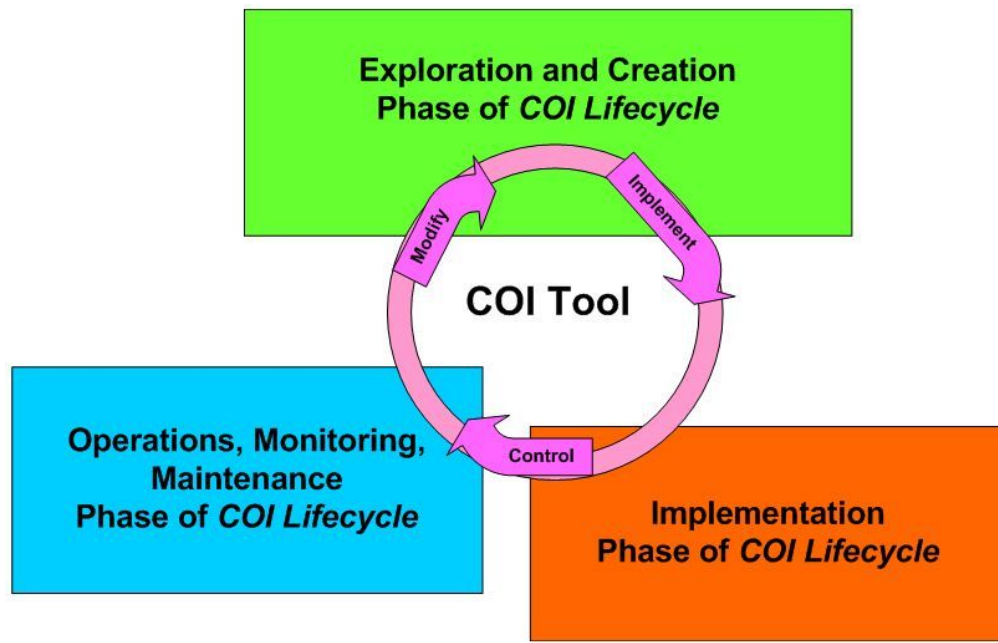 Exploration and Creation
Phase of COI Lifecycle
Modify
Implement
COI Tool
Operations, Monitoring,
Maintenance
Phase of COI Lifecycle
Control
Implementation
Phase of COI Lifecycle